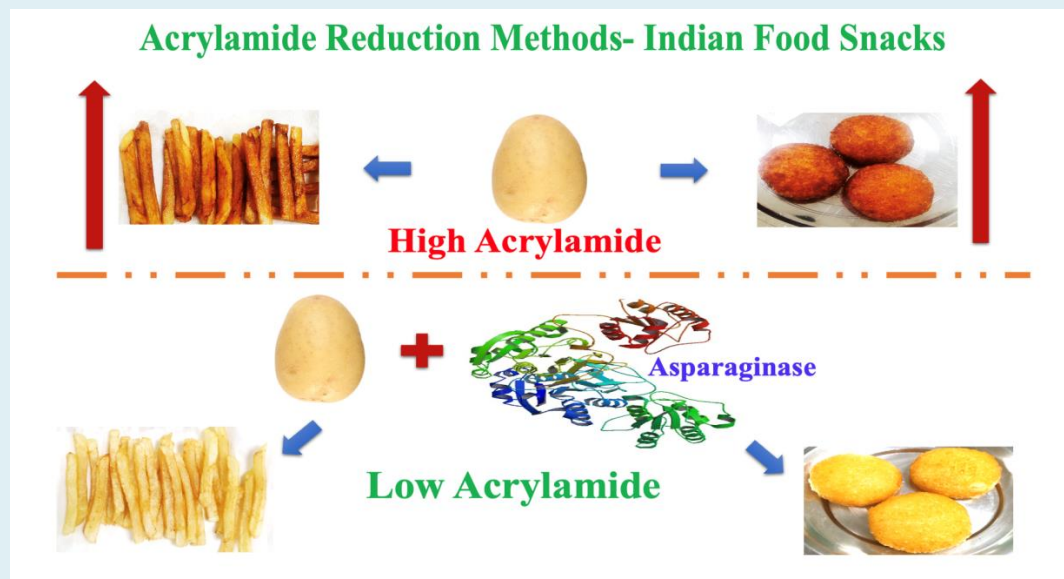 Acrylamide Reduction Methods- Indian Food Snacks
High Acrylamide
Asparaginase
Low Acrylamide